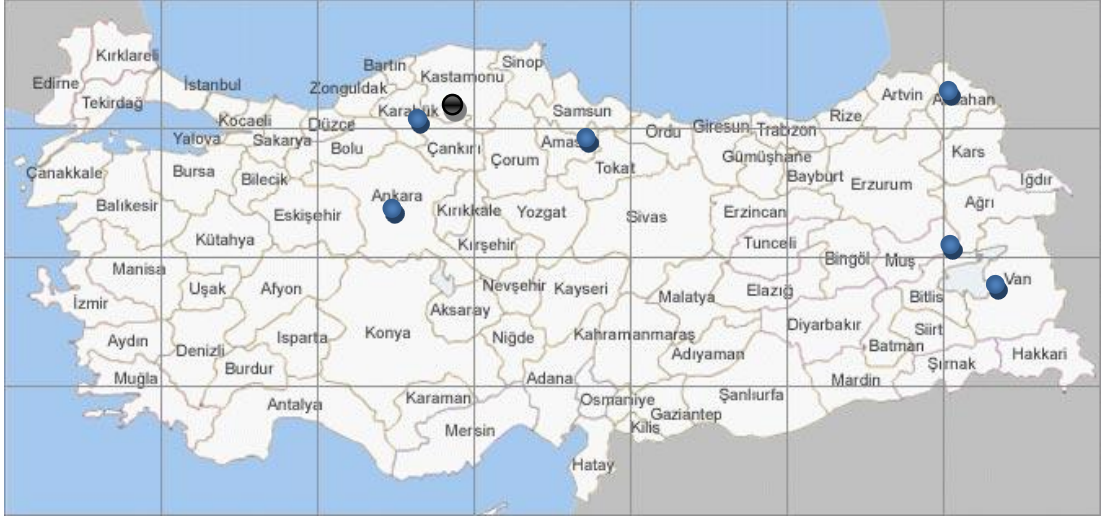 Kırklareli
Edirne
Tekirdağ
İstanbul
Kocaeli
Yalova
Sakarya
Düzce
Zonguldak
Bartın
Karabük
Kastamonu
Sinop
Samsun
Ordu
Giresun
Trabzon
Rize
Artvin
Ardahan
Çanakkale
Bursa
Bilecik
Bolu
Çankırı
Çorum
Amasya
Tokat
Gümüşhane
Bayburt
Erzurum
Kars
Iğdır
Ağrı
Balıkesir
Kütahya
Eskişehir
Ankara
Kırıkkale
Yozgat
Sivas
Erzincan
Tunceli
Bingöl
Muş
Kırşehir
Manisa
Uşak
Afyon
Nevşehir
Kayseri
Malatya
Elazığ
Bitlis
Van
İzmir
Aksaray
Konya
Niğde
Kahramanmaraş
Diyarbakır
Siirt
Batman
Şırnak
Hakkari
Aydın
Denizli
Isparta
Burdur
Adıyaman
Muğla
Antalya
Karaman
Mersin
Adana
Osmaniye
Gaziantep
Kilis
Şanlıurfa
Mardin
Hatay